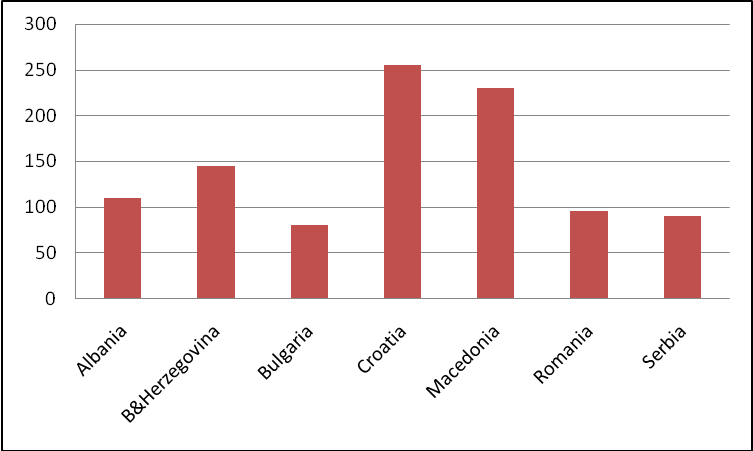 300
250
200
150
100
50
0
Albania
B&Herzegovina
Bulgaria
Croatia
Macedonia
Romania
Serbia